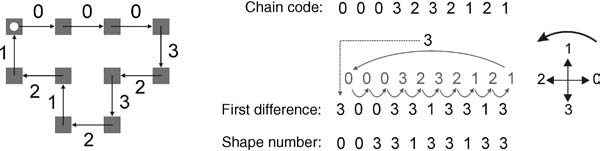 0 0 0
1 3
2 2
1 3
2
Chain code: 0 0 0 3 2 3 2 1 2 1
3
0 0 0 3 2 3 2 1 2 1
First difference: 3 0 0 3 3 1 3 3 1 3
Shape number: 0 0 3 3 1 3 3 1 3 3
1
2 0
3